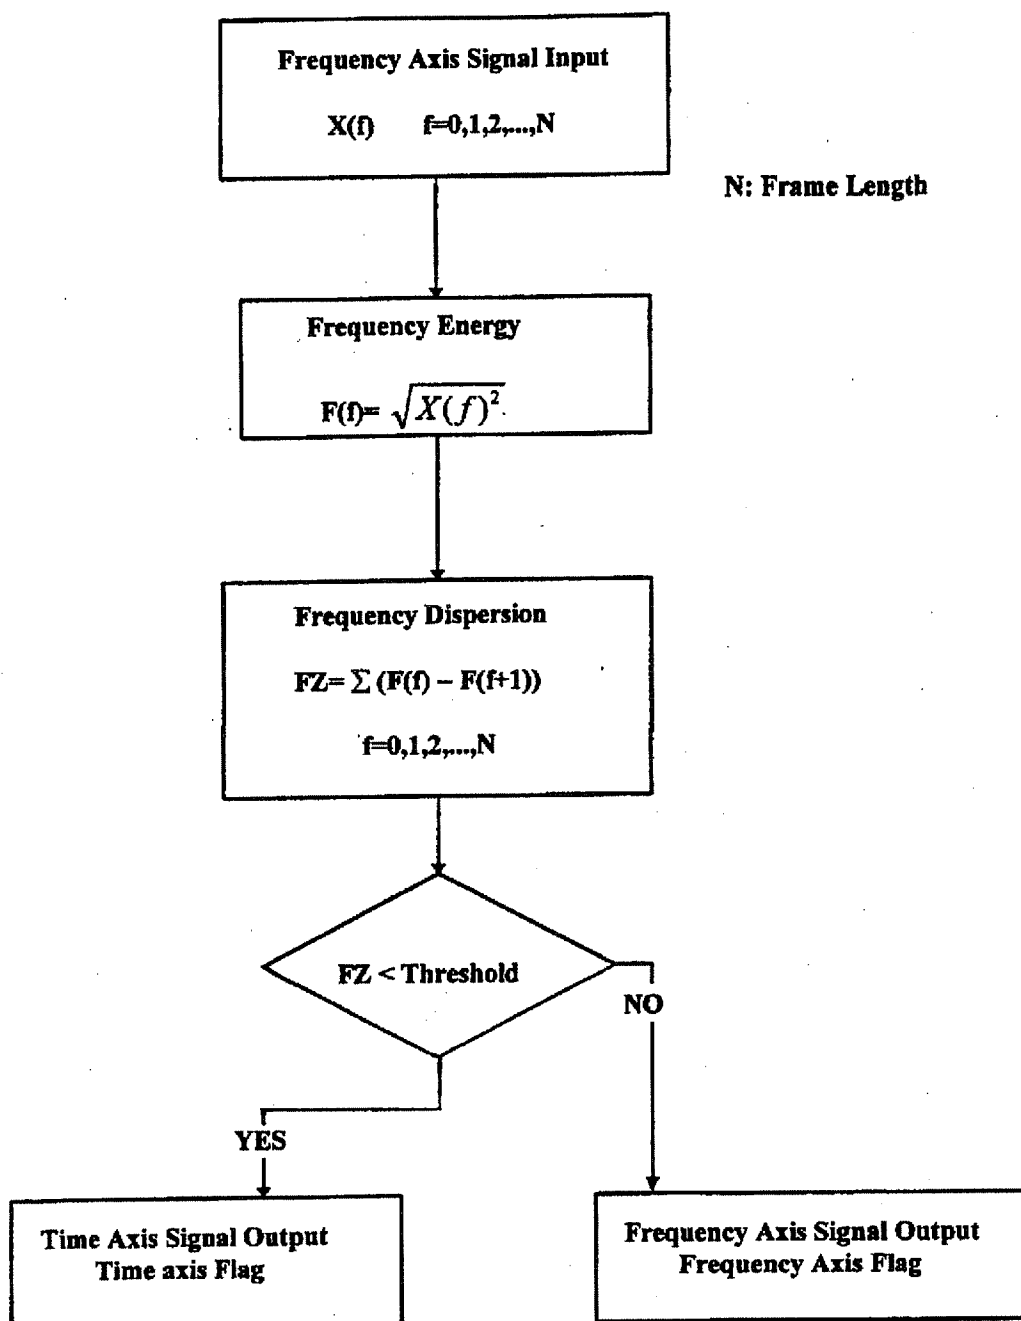 Frequency Axis Signal Input
X(f) f=0,1,2,...,N
N: Frame Length
Frequency Energy
F(f)= √X(f)²
Frequency Dispersion
FZ= ∑ (F(f) – F(f+1))
f=0,1,2,...,N
FZ < Threshold
NO
YES
Time Axis Signal Output
Time axis Flag
Frequency Axis Signal Output
Frequency Axis Flag